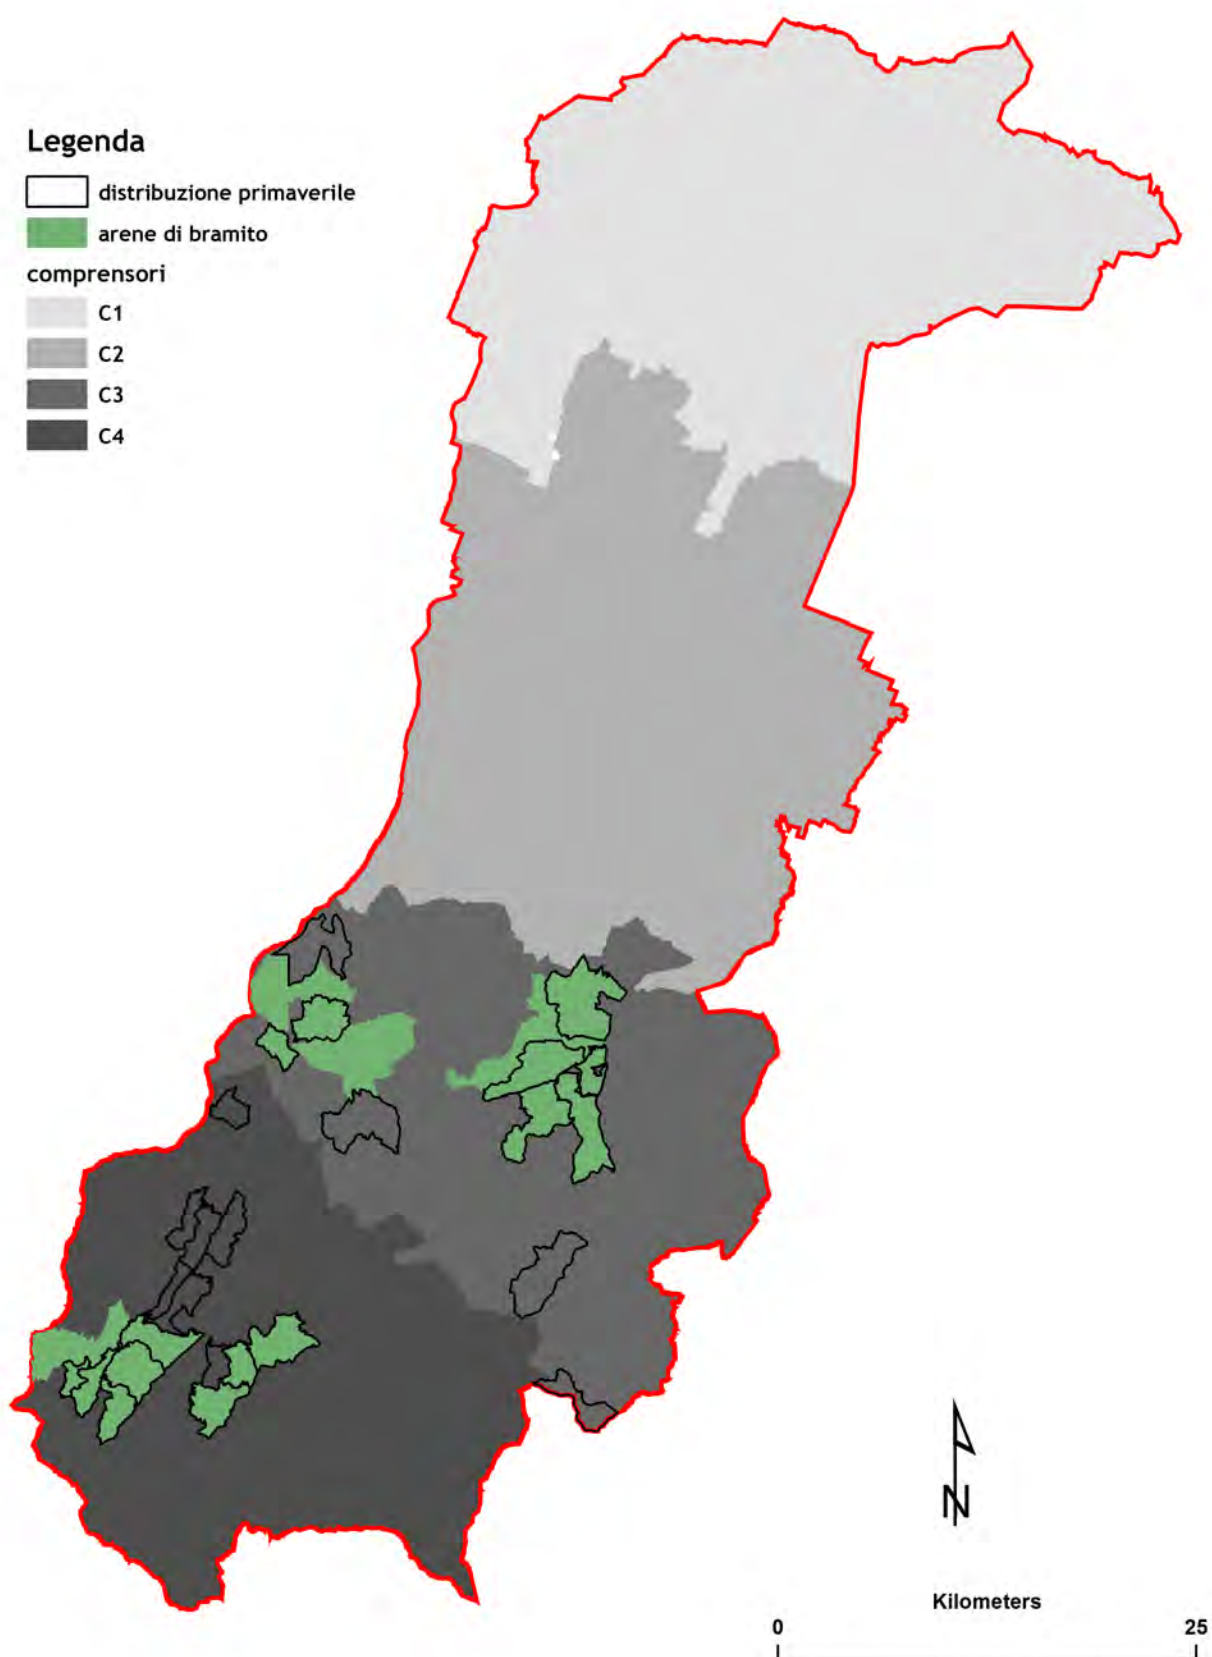 Legenda
distribuzione primaverile
arene di bramito
comprensori
C1
C2
C3
C4
N
Kilometers
0 25